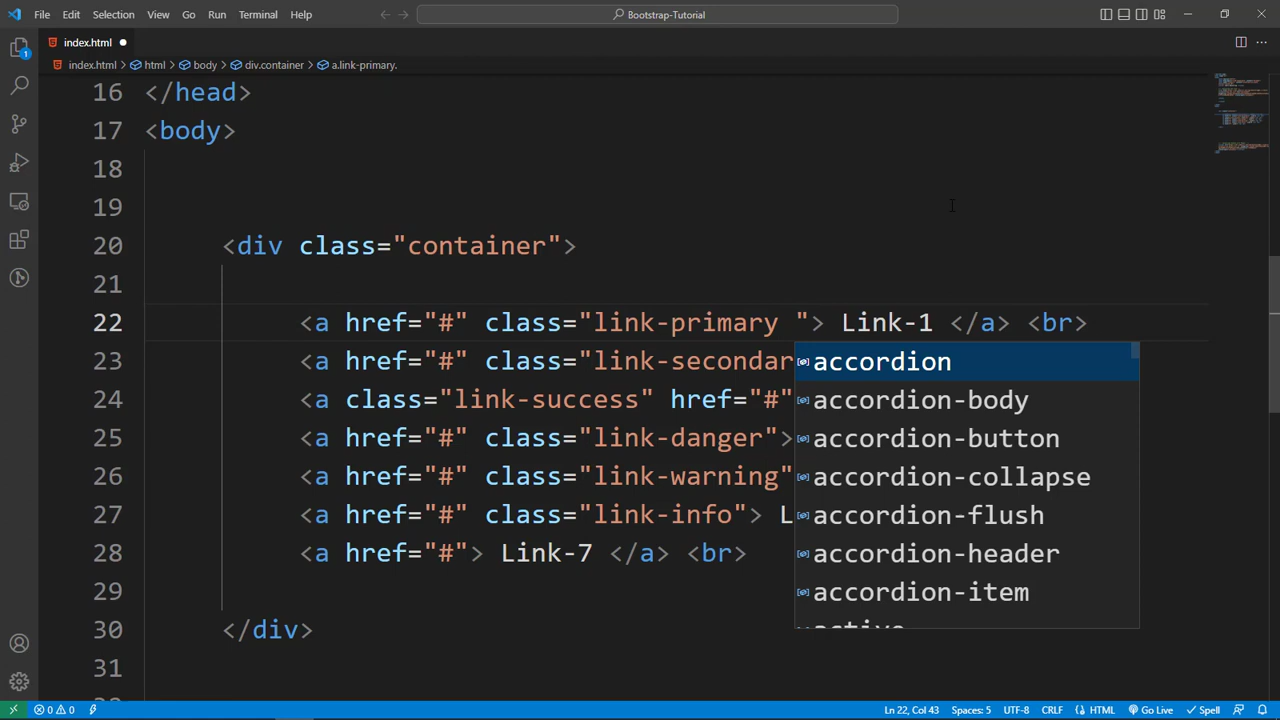 File Edit Selection View Go Run Terminal Help
Bootstrap-Tutorial
index.html
index.html › html › body › div.container › a.link-primary.
1
16 </head>
17 <body>
18
19
20 <div class="container">
21
22 <a href="#" class="link-primary "> Link-1 </a> <br>
23 <a href="#" class="link-secondar
24 <a class="link-success" href="#"
25 <a href="#" class="link-danger">
26 <a href="#" class="link-warning"
27 <a href="#" class="link-info"> L
28 <a href="#"> Link-7 </a> <br>
29
30 </div>
31
accordion
accordion-body
accordion-button
accordion-collapse
accordion-flush
accordion-header
accordion-item
active
0 0 Ln 22, Col 43 Spaces: 5 UTF-8 CRLF HTML Go Live Spell